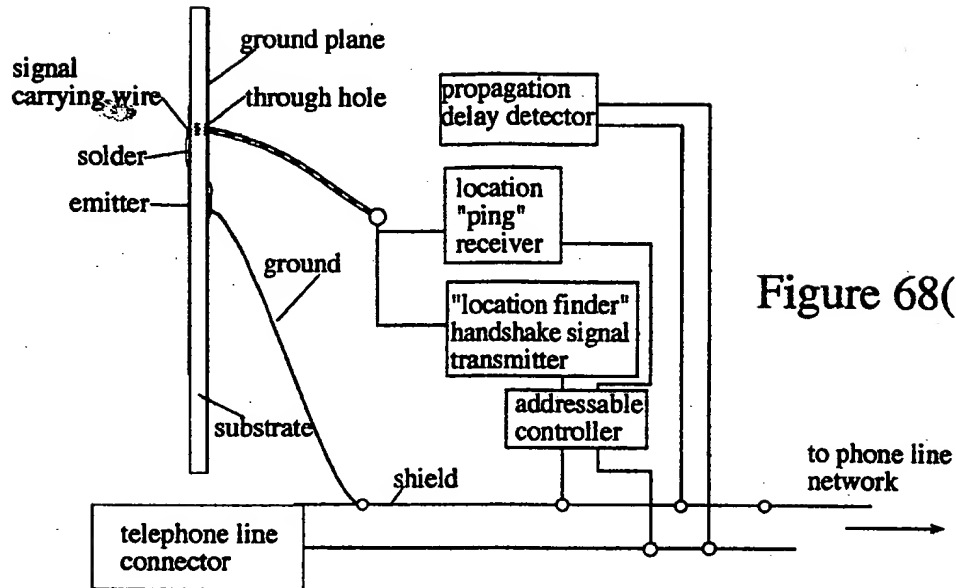 ground plane
signal
carrying wire
through hole
solder
emitter
ground
substrate
shield
propagation
delay detector
location
"ping"
receiver
"location finder"
handshake signal
transmitter
addressable
controller
Figure 68(
to phone line
network
telephone line
connector